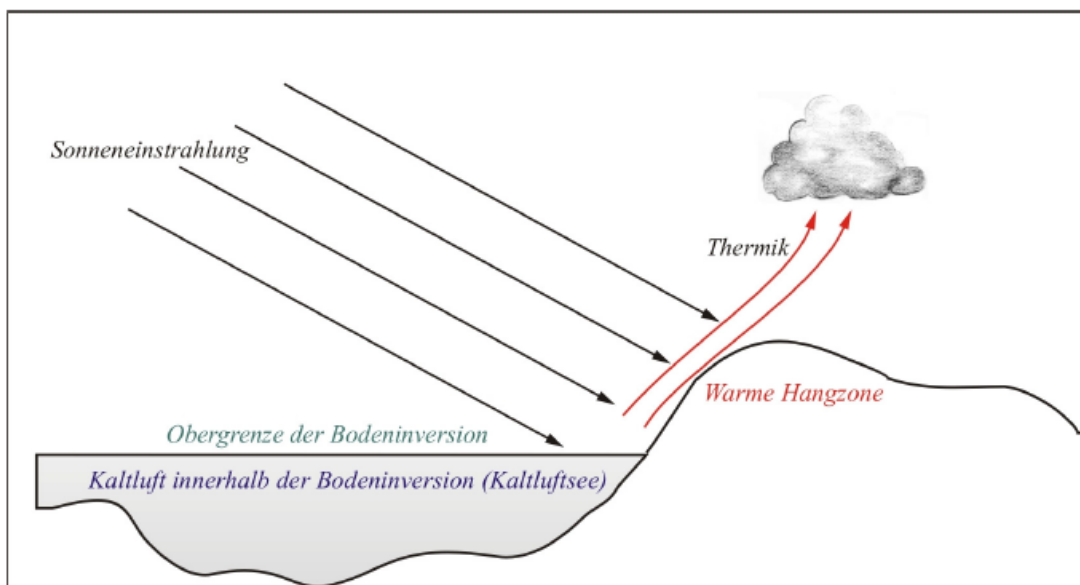 Sonneneinstrahlung
Thermik
Warme Hangzone
Obergrenze der Bodeninversion
Kaltluft innerhalb der Bodeninversion (Kaltluftsee)